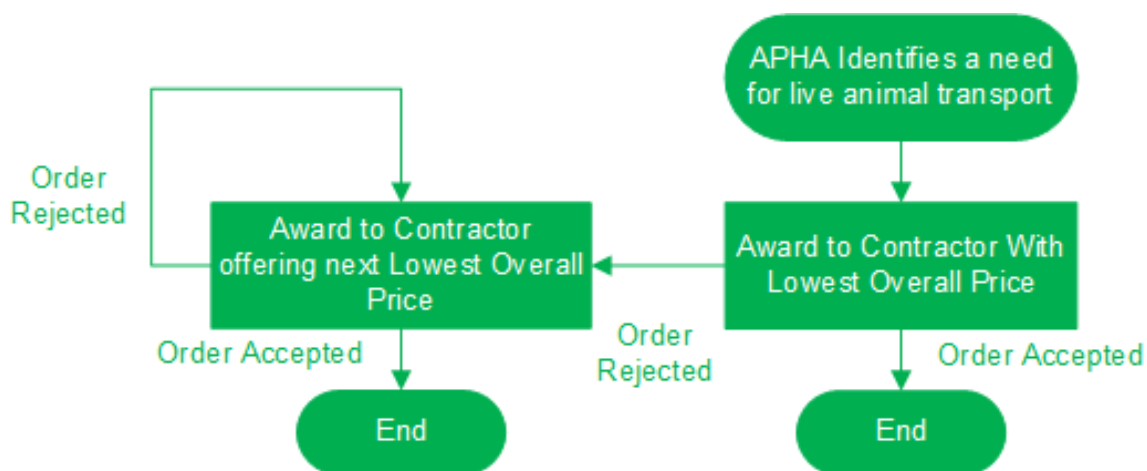 APHA Identifies a need
for live animal transport
Order
Rejected
Award to Contractor
offering next Lowest Overall
Price
Award to Contractor With
Lowest Overall Price
Order Accepted
Order
Rejected
Order Accepted
End
End